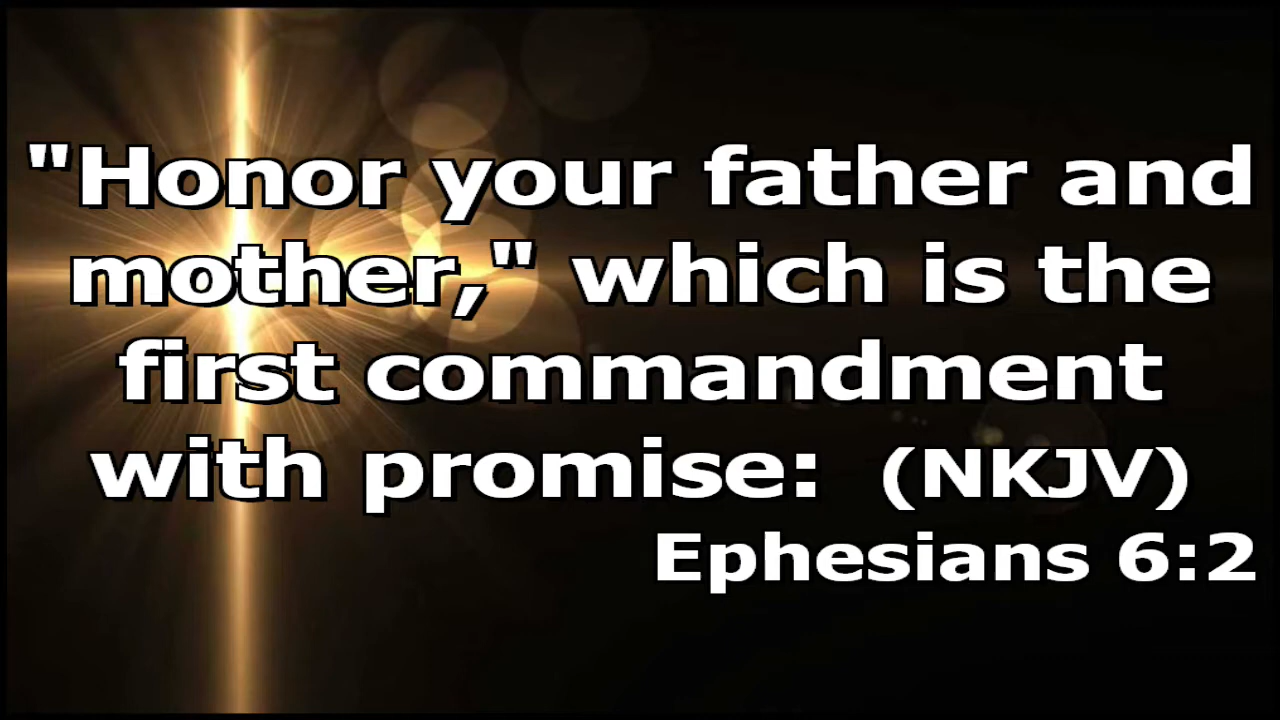 "Honor your father and
mother," which is the
first commandment
with promise: (NKJV)
Ephesians 6:2